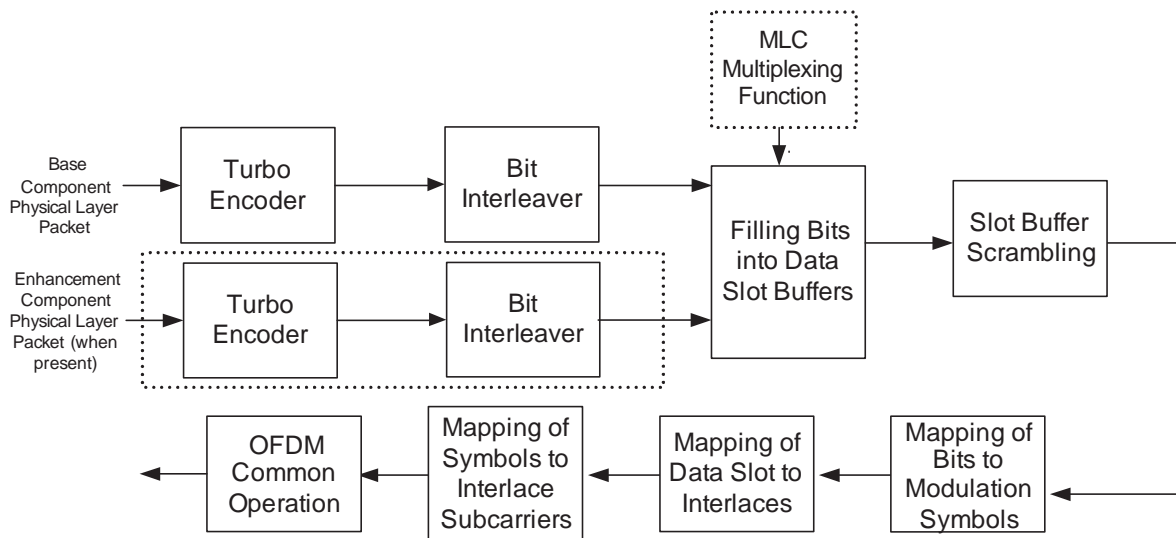 MLC
Multiplexing
Function
Base
Component
Physical Layer
Packet
Turbo
Encoder
Bit
Interleaver
Filling Bits
into Data
Slot Buffers
Slot Buffer
Scrambling
Enhancement
Component
Physical Layer
Packet (when
present)
Turbo
Encoder
Bit
Interleaver
OFDM
Common
Operation
Mapping of
Symbols to
Interlace
Subcarriers
Mapping of
Data Slot to
Interlaces
Mapping of
Bits to
Modulation
Symbols